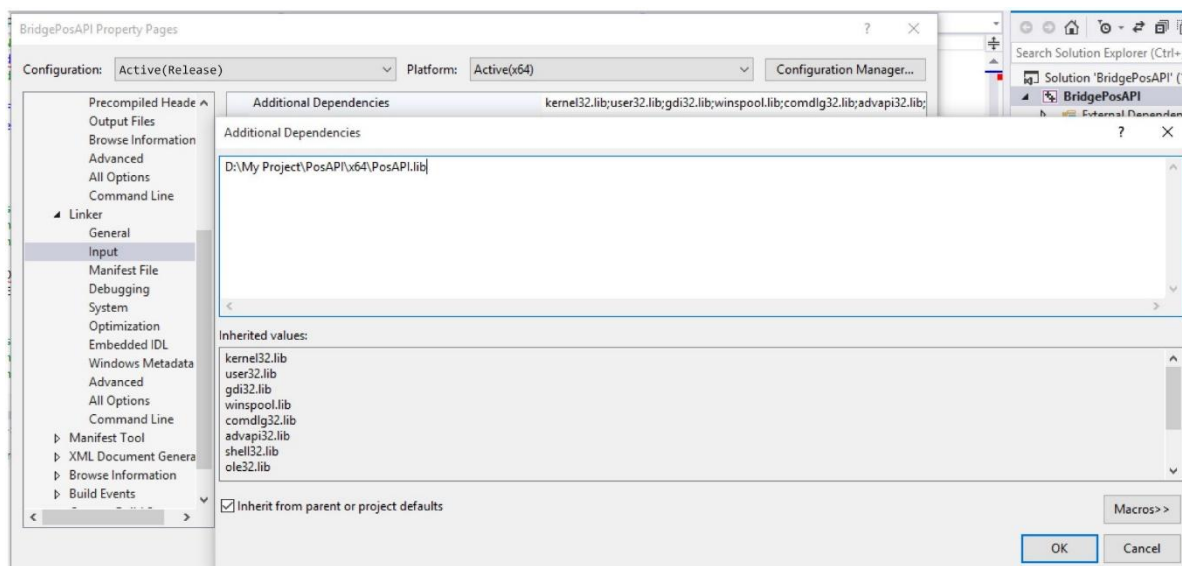 BridgePosAPI Property Pages
Configuration: Active(Release) Platform: Active(x64) Configuration Manager...
Precompiled Heade
Output Files
Browse Information
Advanced
All Options
Command Line
Linker
General
Input
Manifest File
Debugging
System
Optimization
Embedded IDL
Windows Metadata
Advanced
All Options
Command Line
Manifest Tool
XML Document Genera
Browse Information
Build Events
Additional Dependencies kernel32.lib;user32.lib;gdi32.lib;winspool.lib;comdlg32.lib;advapi32.lib;
Additional Dependencies
D:\My Project\PosAPI\x64\PosAPI.lib
Inherited values:
kernel32.lib
user32.lib
gdi32.lib
winspool.lib
comdlg32.lib
advapi32.lib
shell32.lib
ole32.lib
Inherit from parent or project defaults
Macros>>
OK Cancel
Search Solution Explorer (Ctrl+
Solution 'BridgePosAPI' (
BridgePosAPI
External Dependen